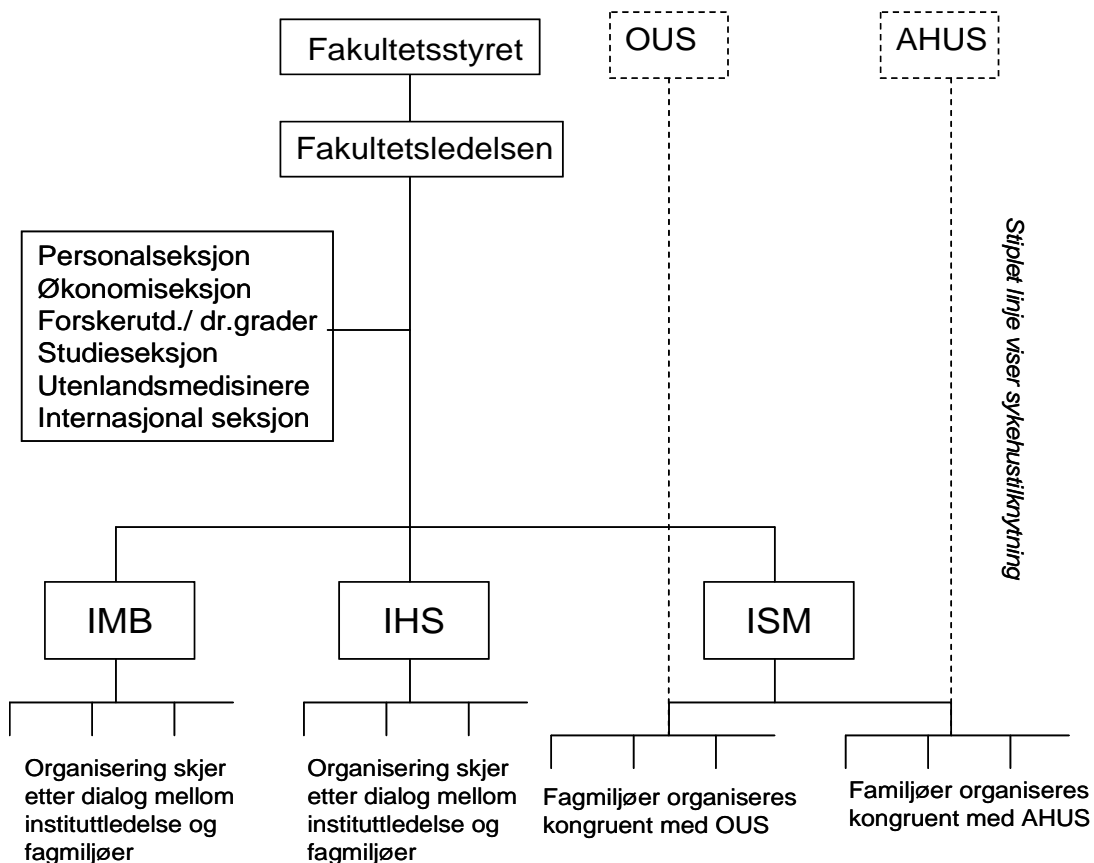 Fakultetsstyret
OUS
AHUS
Fakultetsledelsen
Personalseksjon
Økonomiseksjon
Forskerutd./ dr.grader
Studieseksjon
Utenlandsmedisinere
Internasjonal seksjon
Stiplet linje viser sykehustilknytning
IMB
IHS
ISM
Organisering skjer
etter dialog mellom
instituttledelse og
fagmiljøer
Organisering skjer
etter dialog mellom
instituttledelse og
fagmiljøer
Fagmiljøer organiseres
kongruent med OUS
Familjøer organiseres
kongruent med AHUS